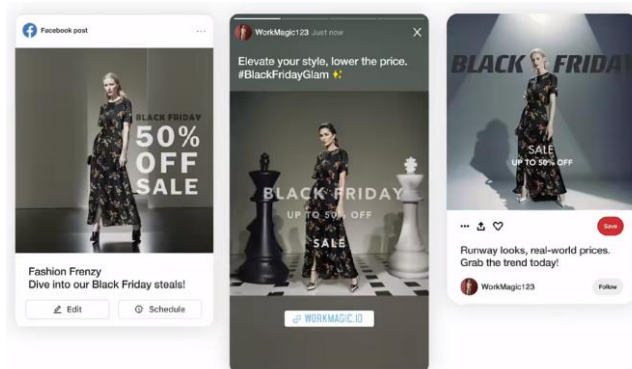 Facebook post
BLACK FRIDAY
50%
OFF
SALE
Fashion Frenzy
Dive into our Black Friday steals!
Edit
Schedule
WorkMagic123 Just now
X
Elevate your style, lower the price.
#BlackFridayGlam ✨
BLACK FRIDAY
UP TO 50% OFF
SALE
WORKMAGIC.IO
BLACK FRIDAY
SALE
UP TO 50% OFF
Save
Runway looks, real-world prices.
Grab the trend today!
WorkMagic123
Follow